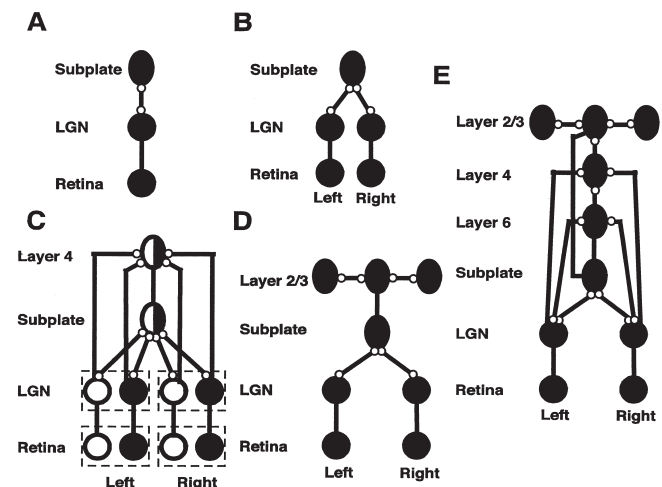 A
Subplate
LGN
Retina
B
Subplate
LGN
Retina
Left Right
C
Layer 4
Subplate
LGN
Retina
Left Right
D
Layer 2/3
Subplate
LGN
Retina
Left Right
E
Layer 2/3
Layer 4
Layer 6
Subplate
LGN
Retina
Left Right